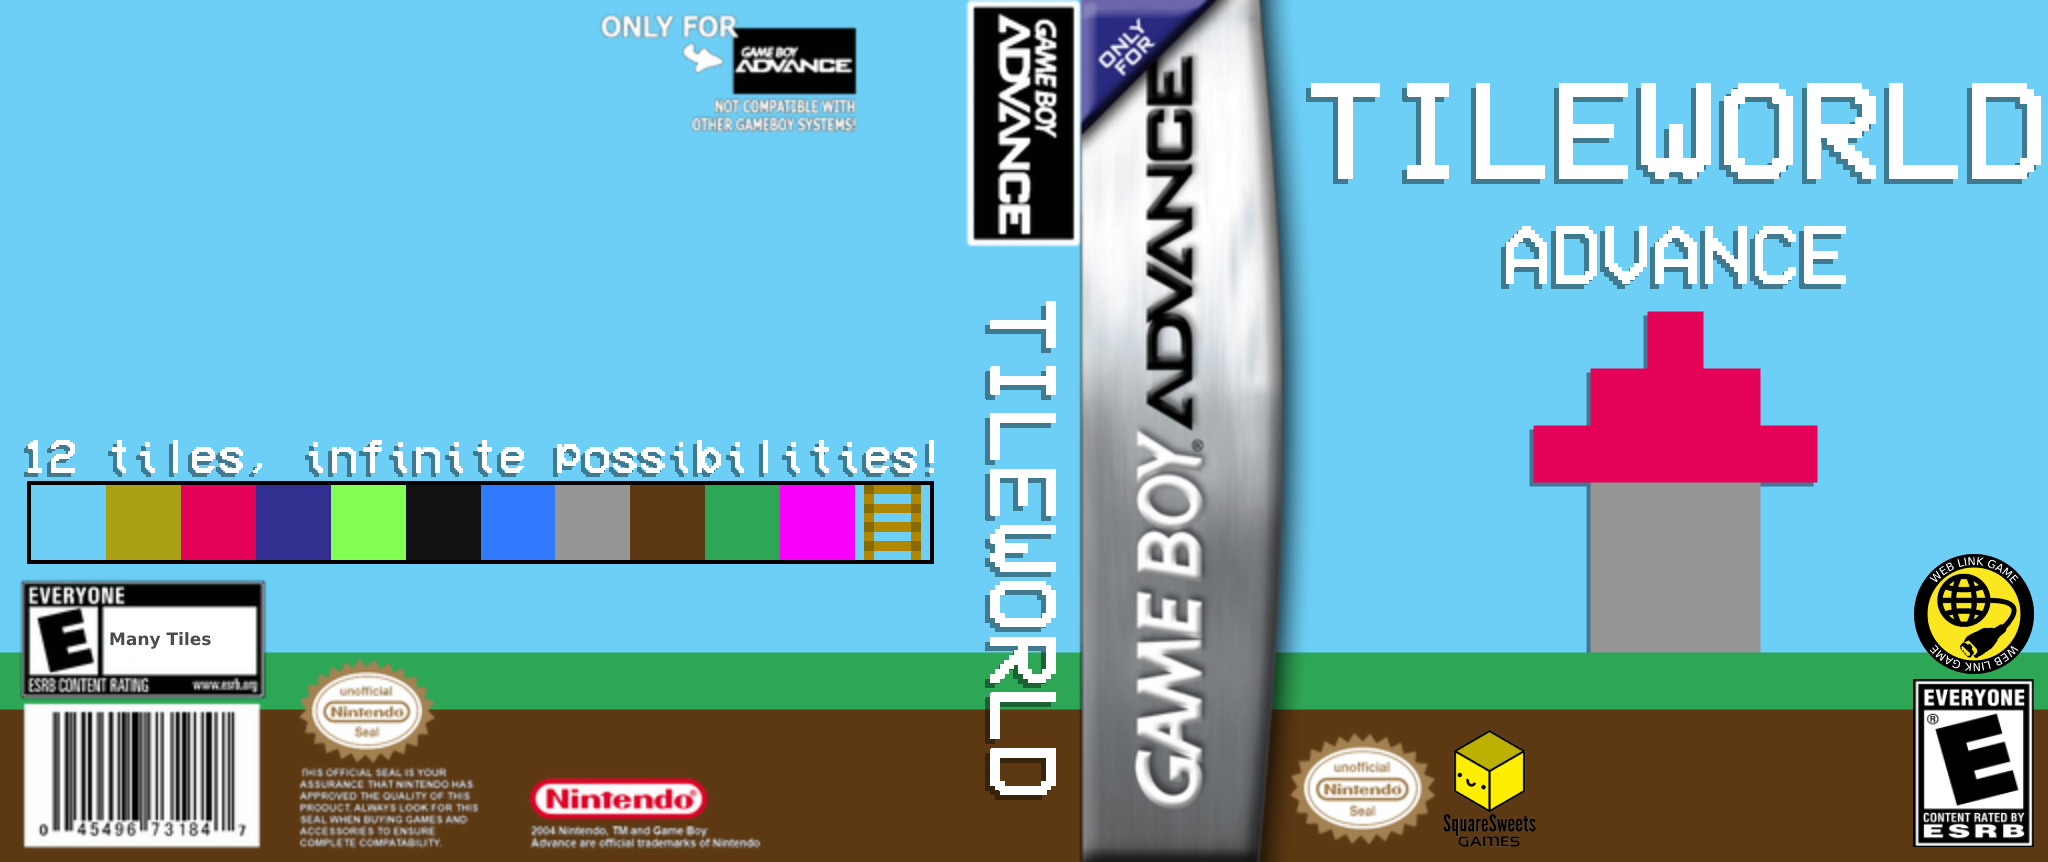 ONLY FOR
GAME BOY
ADVANCE
NOT COMPATIBLE WITH
OTHER GAMEBOY SYSTEMS!
12 tiles, infinite possibilities!
EVERYONE
E
Many Tiles
ESRB CONTENT RATING www.esrb.org
0 45496 73184 7
unofficial
Nintendo
Seal
THIS OFFICIAL SEAL IS YOUR
ASSURANCE THAT NINTENDO HAS
APPROVED THE QUALITY OF THIS
PRODUCT. ALWAYS LOOK FOR THIS
SEAL WHEN BUYING GAMES AND
ACCESSORIES TO ENSURE
COMPLETE COMPATABILITY.
Nintendo®
2004 Nintendo, TM and Game Boy
Advance are official trademarks of Nintendo
GAME BOY
ADVANCE
TILEWORLD
ONLY
FOR
GAME BOY® ADVANCE
TILEWORLD
ADVANCE
WEB LINK GAME
WEB LINK GAME
unofficial
Nintendo
Seal
SquareSweets
GAMES
EVERYONE
®
E
CONTENT RATED BY
ESRB